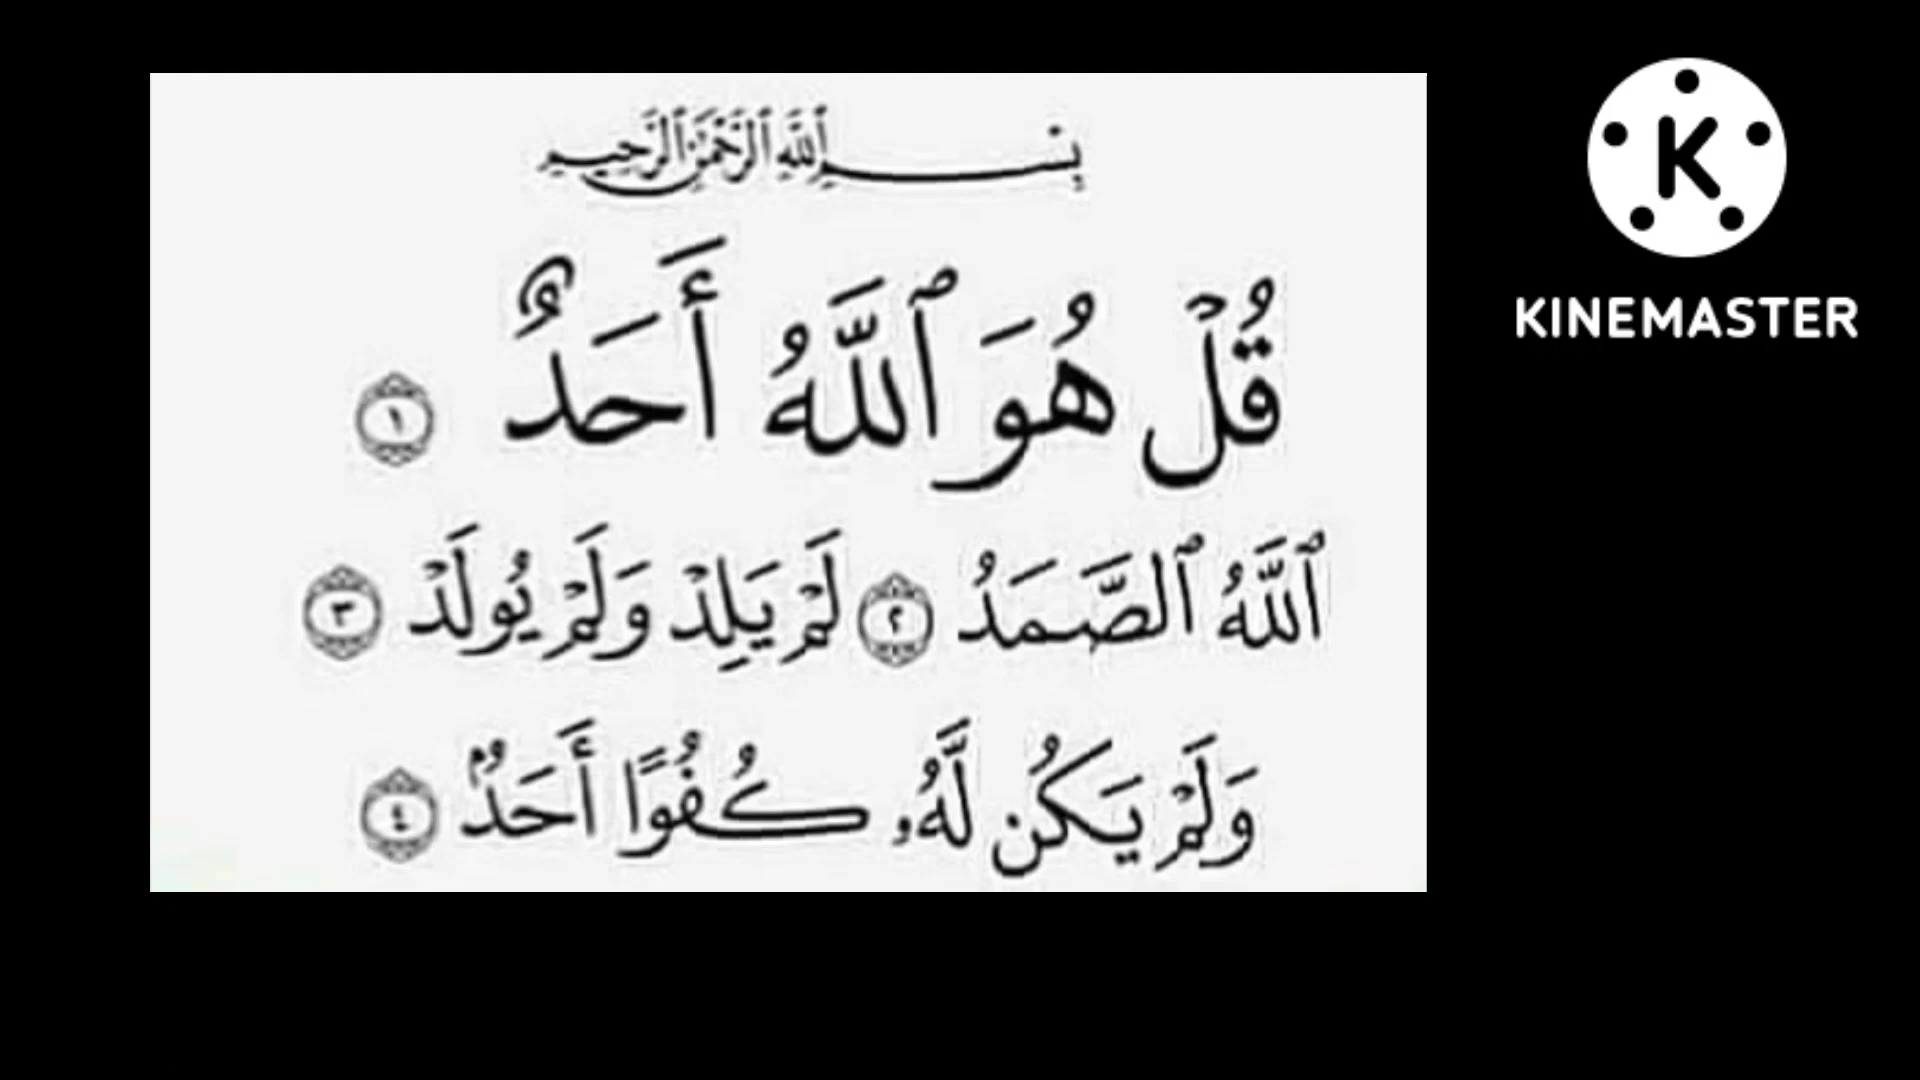 بِسْمِ ٱللَّهِ ٱلرَّحْمَٰنِ ٱلرَّحِيمِ
قُلْ هُوَ ٱللَّهُ أَحَدٌ ١
ٱللَّهُ ٱلصَّمَدُ ٢ لَمْ يَلِدْ وَلَمْ يُولَدْ ٣
وَلَمْ يَكُن لَّهُۥ كُفُوًا أَحَدٌۢ ٤
K
KINEMASTER